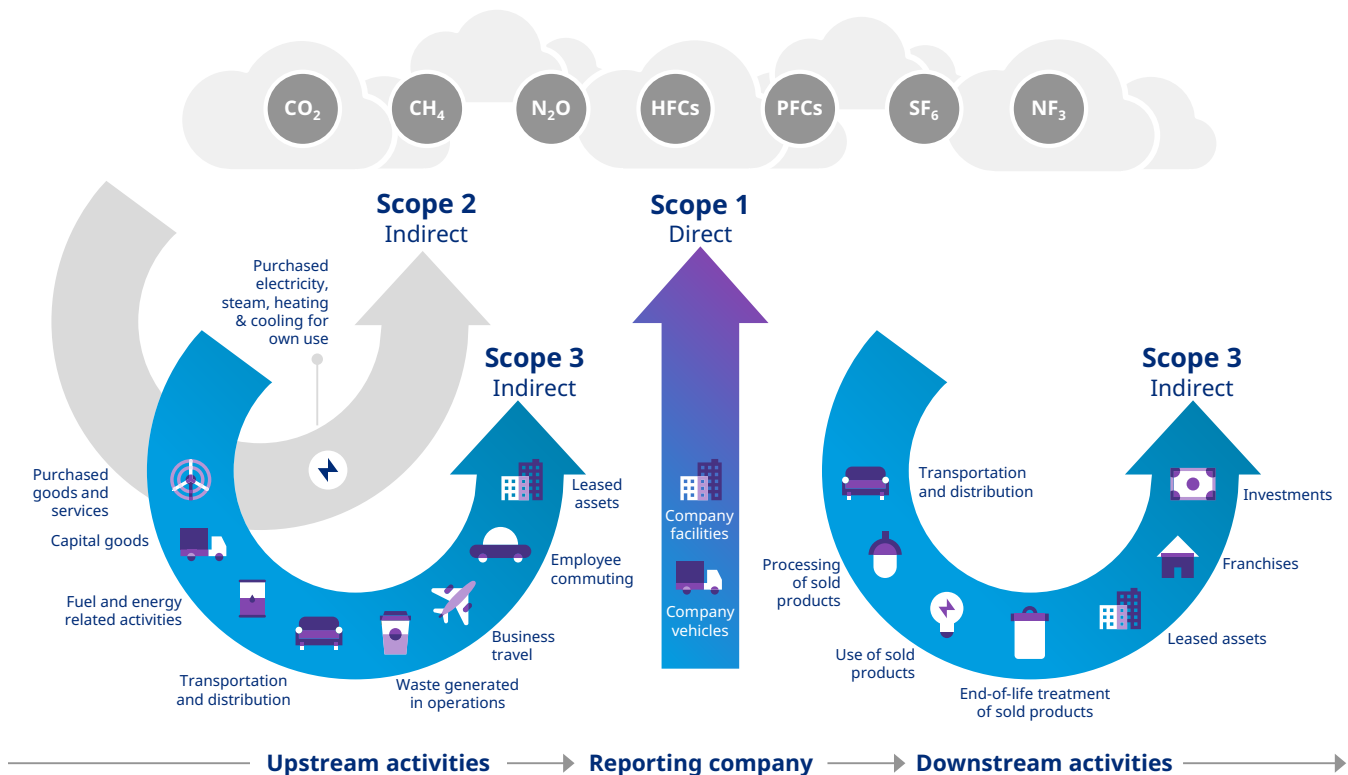 CO₂
CH₄
N₂O
HFCs
PFCs
SF₆
NF₃
Scope 2
Indirect
Purchased
electricity,
steam, heating
& cooling for
own use
Scope 3
Indirect
Purchased
goods and
services
Capital goods
Fuel and energy
related activities
Transportation
and distribution
Waste generated
in operations
Business
travel
Employee
commuting
Leased
assets
Scope 1
Direct
Company
facilities
Company
vehicles
Scope 3
Indirect
Transportation
and distribution
Processing
of sold
products
Use of sold
products
End-of-life treatment
of sold products
Leased assets
Franchises
Investments
Upstream activities
Reporting company
Downstream activities